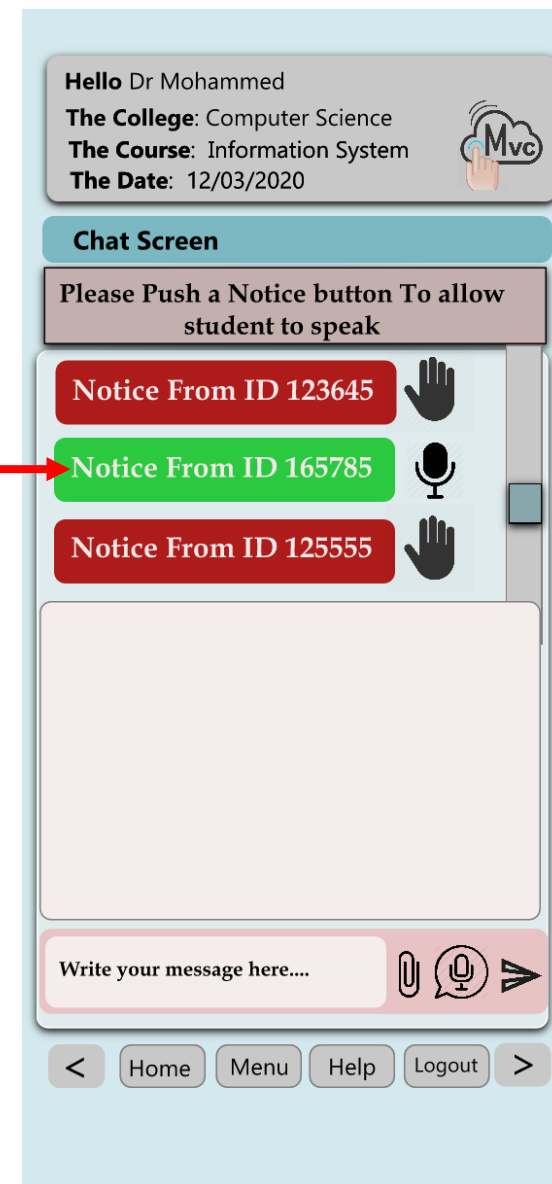 Hello Dr Mohammed
The College: Computer Science
The Course: Information System
The Date: 12/03/2020
Mvc
Chat Screen
Please Push a Notice button To allow
student to speak
Notice From ID 123645
Notice From ID 165785
Notice From ID 125555
Write your message here....
< Home Menu Help Logout >